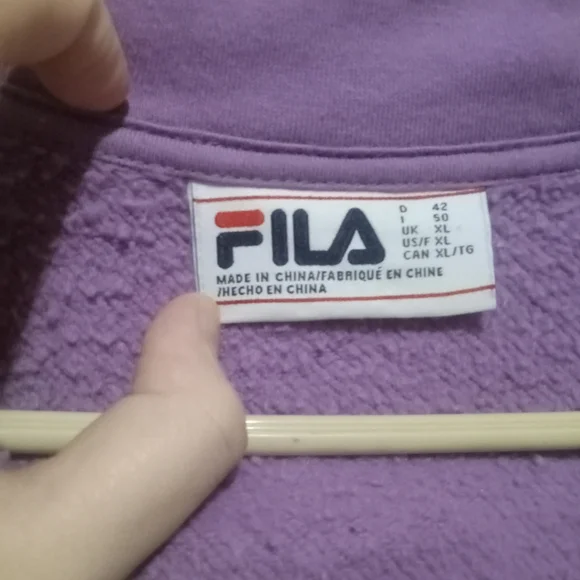 FILA
D 42
I 50
UK XL
US/F XL
CAN XL/TG
MADE IN CHINA/FABRIQUÉ EN CHINE
/HECHO EN CHINA